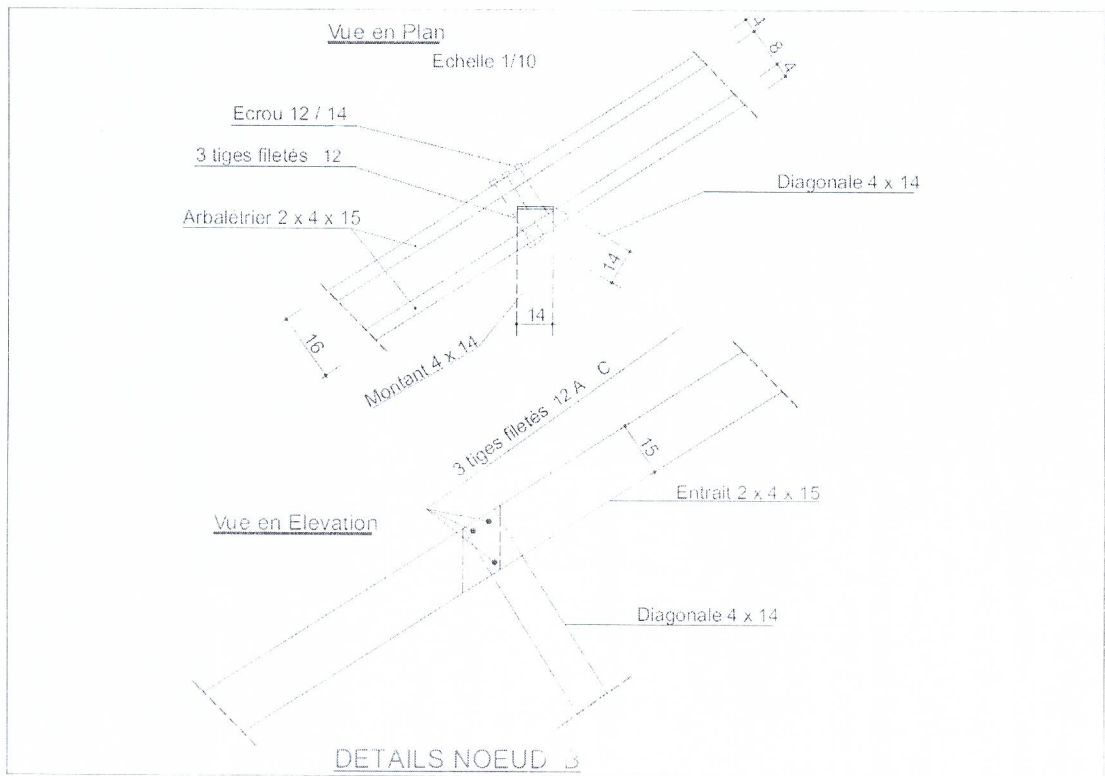 Vue en Plan
Echelle 1/10
4
8
4
Ecrou 12 / 14
3 tiges filetés 12
Diagonale 4 x 14
Arbalétrier 2 x 4 x 15
14
14
16
Montant 4 x 14
3 tiges filetés 12 A C
15
Entrait 2 x 4 x 15
Vue en Elevation
Diagonale 4 x 14
DETAILS NOEUD B